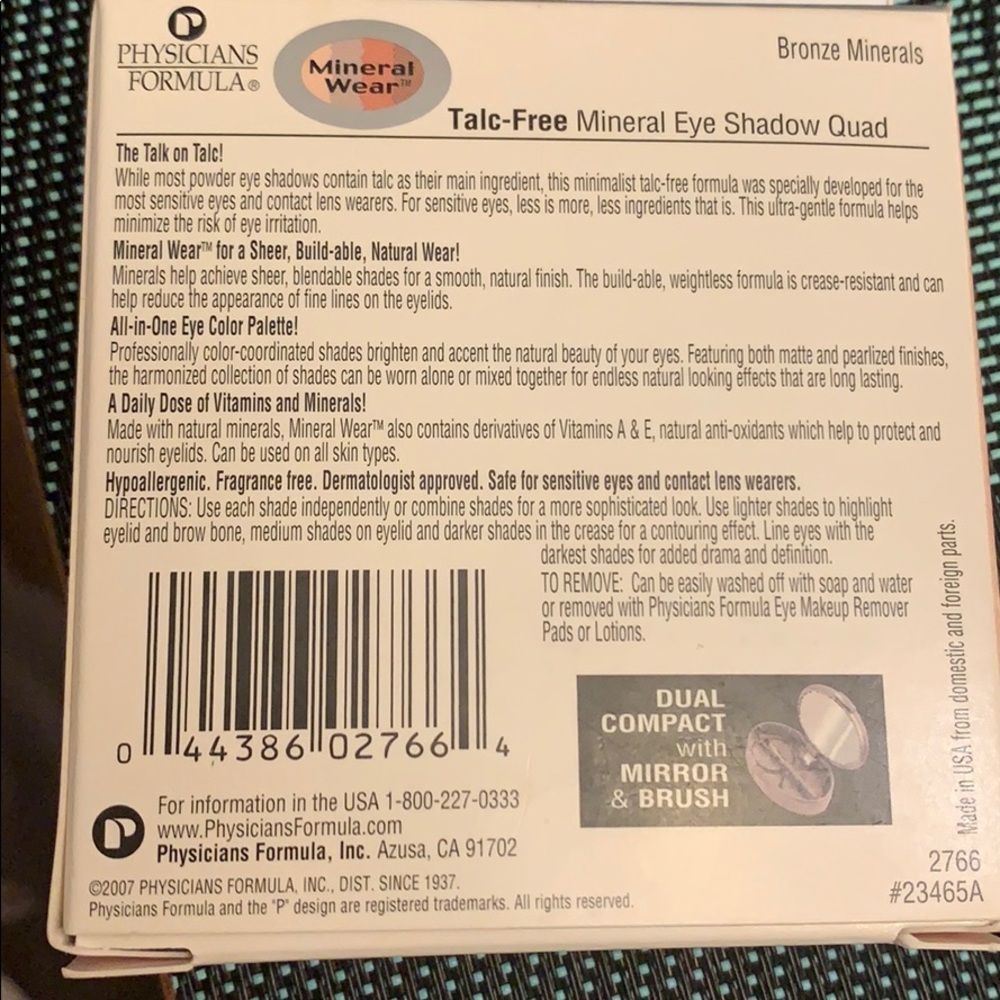 PHYSICIANS
FORMULA®
Mineral
Wear™
Bronze Minerals
Talc-Free Mineral Eye Shadow Quad
The Talk on Talc!
While most powder eye shadows contain talc as their main ingredient, this minimalist talc-free formula was specially developed for the
most sensitive eyes and contact lens wearers. For sensitive eyes, less is more, less ingredients that is. This ultra-gentle formula helps
minimize the risk of eye irritation.
Mineral Wear™ for a Sheer, Build-able, Natural Wear!
Minerals help achieve sheer, blendable shades for a smooth, natural finish. The build-able, weightless formula is crease-resistant and can
help reduce the appearance of fine lines on the eyelids.
All-in-One Eye Color Palette!
Professionally color-coordinated shades brighten and accent the natural beauty of your eyes. Featuring both matte and pearlized finishes,
the harmonized collection of shades can be worn alone or mixed together for endless natural looking effects that are long lasting.
A Daily Dose of Vitamins and Minerals!
Made with natural minerals, Mineral Wear™ also contains derivatives of Vitamins A & E, natural anti-oxidants which help to protect and
nourish eyelids. Can be used on all skin types.
Hypoallergenic. Fragrance free. Dermatologist approved. Safe for sensitive eyes and contact lens wearers.
DIRECTIONS: Use each shade independently or combine shades for a more sophisticated look. Use lighter shades to highlight
eyelid and brow bone, medium shades on eyelid and darker shades in the crease for a contouring effect. Line eyes with the
darkest shades for added drama and definition.
TO REMOVE: Can be easily washed off with soap and water
or removed with Physicians Formula Eye Makeup Remover
Pads or Lotions.
DUAL
COMPACT
with
MIRROR
& BRUSH
Made in USA from domestic and foreign parts.
0 44386 02766 4
For information in the USA 1-800-227-0333
www.PhysiciansFormula.com
Physicians Formula, Inc. Azusa, CA 91702
©2007 PHYSICIANS FORMULA, INC., DIST. SINCE 1937.
Physicians Formula and the "P" design are registered trademarks. All rights reserved.
2766
#23465A